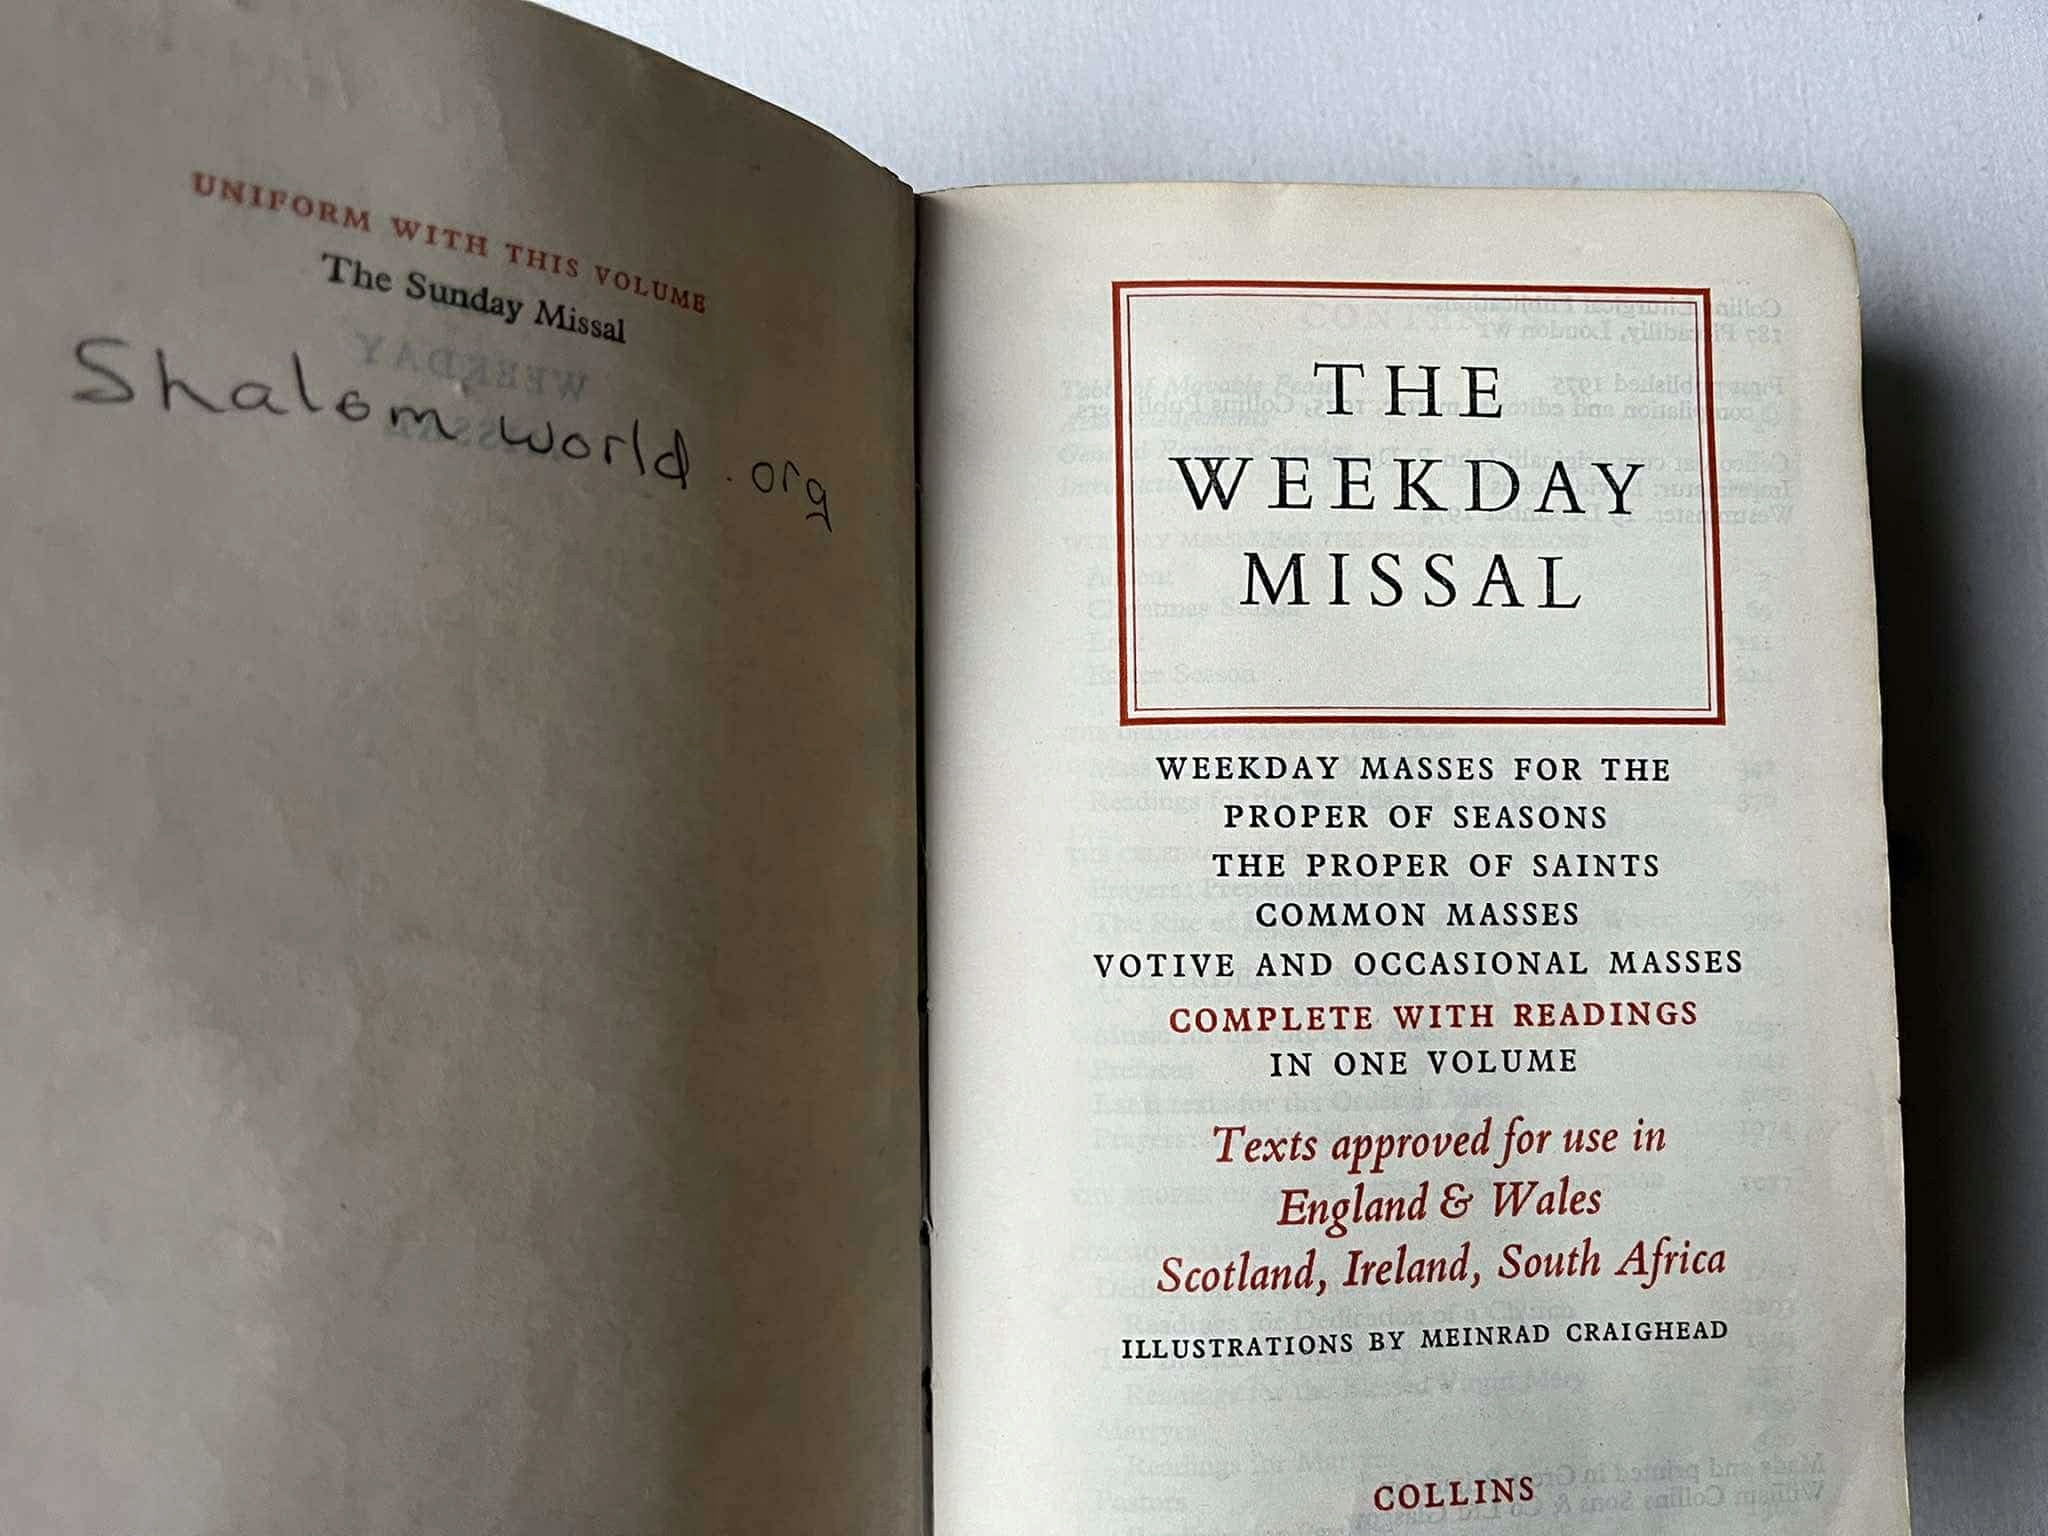 UNIFORM WITH THIS VOLUME
The Sunday Missal
WEEKDAY
Shalom world.org
THE
WEEKDAY
MISSAL
WEEKDAY MASSES FOR THE
PROPER OF SEASONS
THE PROPER OF SAINTS
COMMON MASSES
VOTIVE AND OCCASIONAL MASSES
COMPLETE WITH READINGS
IN ONE VOLUME
Texts approved for use in
England & Wales
Scotland, Ireland, South Africa
ILLUSTRATIONS BY MEINRAD CRAIGHEAD
COLLINS